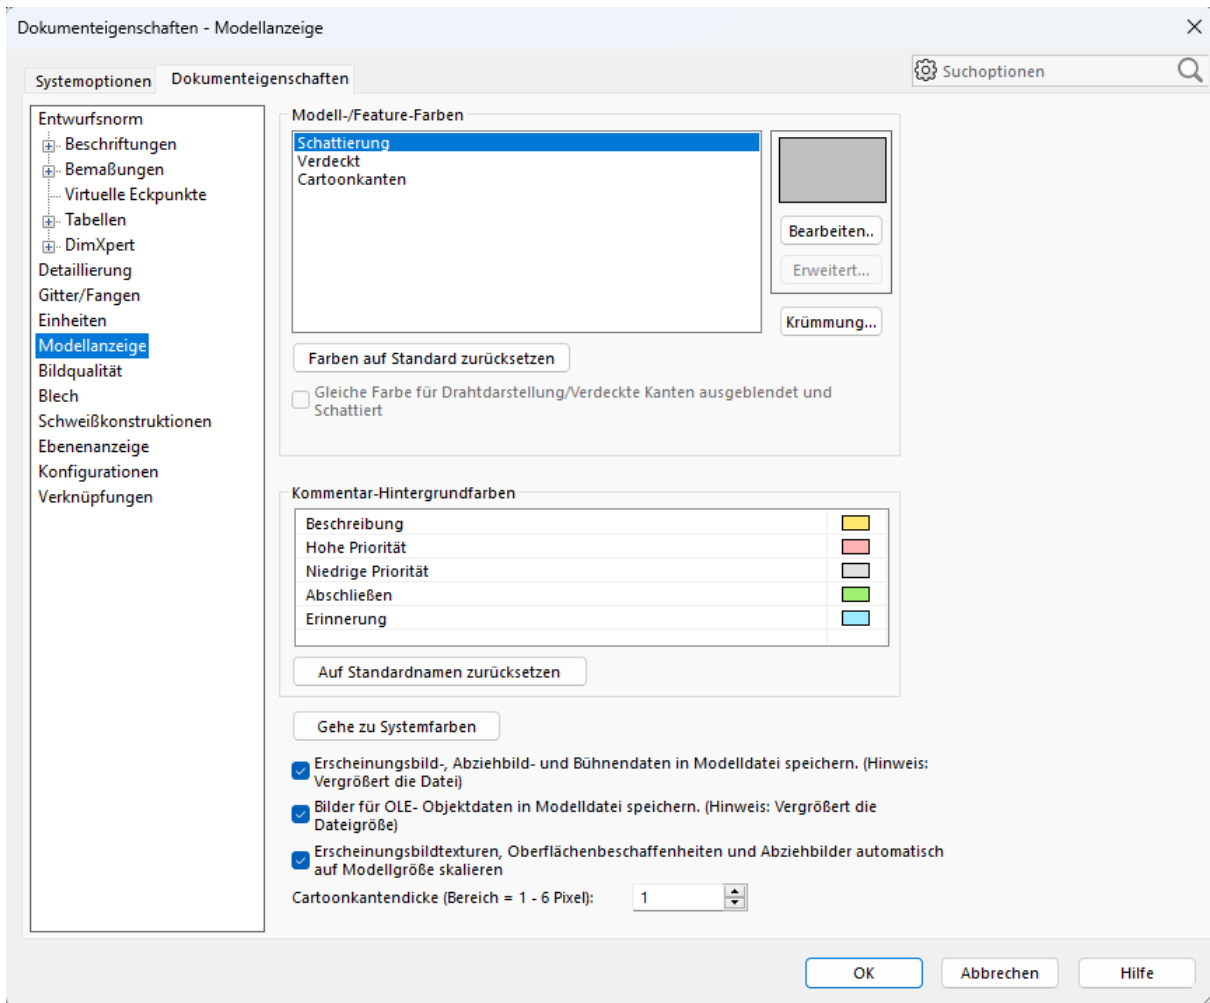 Dokumenteigenschaften - Modellanzeige
Systemoptionen
Dokumenteigenschaften
Suchoptionen
Entwurfsnorm
Beschriftungen
Bemaßungen
Virtuelle Eckpunkte
Tabellen
DimXpert
Detaillierung
Gitter/Fangen
Einheiten
Modellanzeige
Bildqualität
Blech
Schweißkonstruktionen
Ebenenanzeige
Konfigurationen
Verknüpfungen
Modell-/Feature-Farben
Schattierung
Verdeckt
Cartoonkanten
Bearbeiten..
Erweitert...
Krümmung...
Farben auf Standard zurücksetzen
Gleiche Farbe für Drahtdarstellung/Verdeckte Kanten ausgeblendet und
Schattiert
Kommentar-Hintergrundfarben
Beschreibung
Hohe Priorität
Niedrige Priorität
Abschließen
Erinnerung
Auf Standardnamen zurücksetzen
Gehe zu Systemfarben
Erscheinungsbild-, Abziehbild- und Bühnendaten in Modelldatei speichern. (Hinweis:
Vergrößert die Datei)
Bilder für OLE- Objektdaten in Modelldatei speichern. (Hinweis: Vergrößert die
Dateigröße)
Erscheinungsbildtexturen, Oberflächenbeschaffenheiten und Abziehbilder automatisch
auf Modellgröße skalieren
Cartoonkantendicke (Bereich = 1 - 6 Pixel):
1
OK
Abbrechen
Hilfe